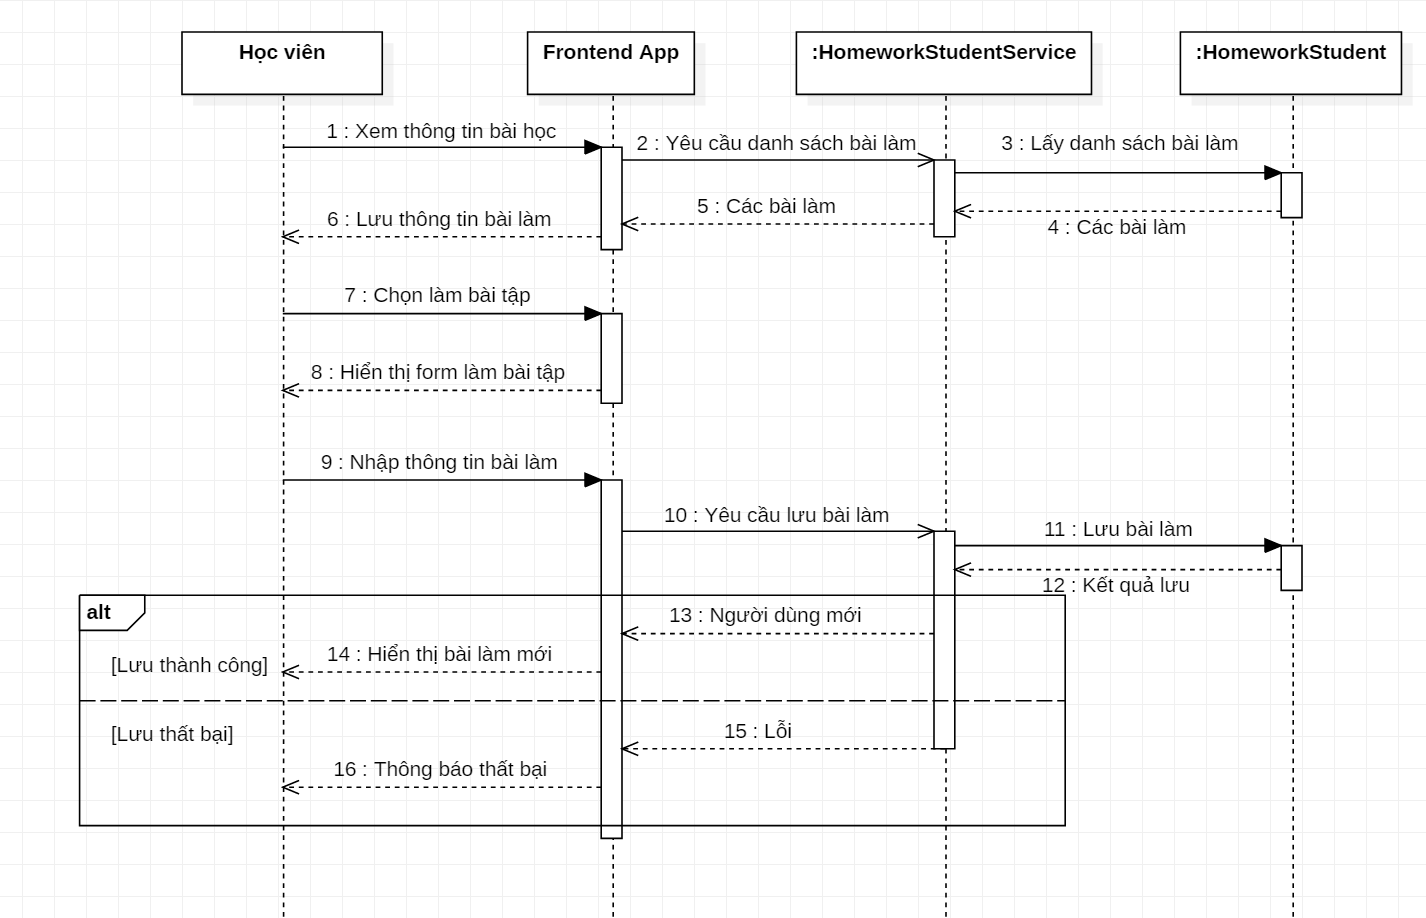 Học viên
Frontend App
:HomeworkStudentService
:HomeworkStudent
1 : Xem thông tin bài học
2 : Yêu cầu danh sách bài làm
3 : Lấy danh sách bài làm
4 : Các bài làm
5 : Các bài làm
6 : Lưu thông tin bài làm
7 : Chọn làm bài tập
8 : Hiển thị form làm bài tập
9 : Nhập thông tin bài làm
10 : Yêu cầu lưu bài làm
11 : Lưu bài làm
12 : Kết quả lưu
alt
13 : Người dùng mới
[Lưu thành công]
14 : Hiển thị bài làm mới
[Lưu thất bại]
15 : Lỗi
16 : Thông báo thất bại